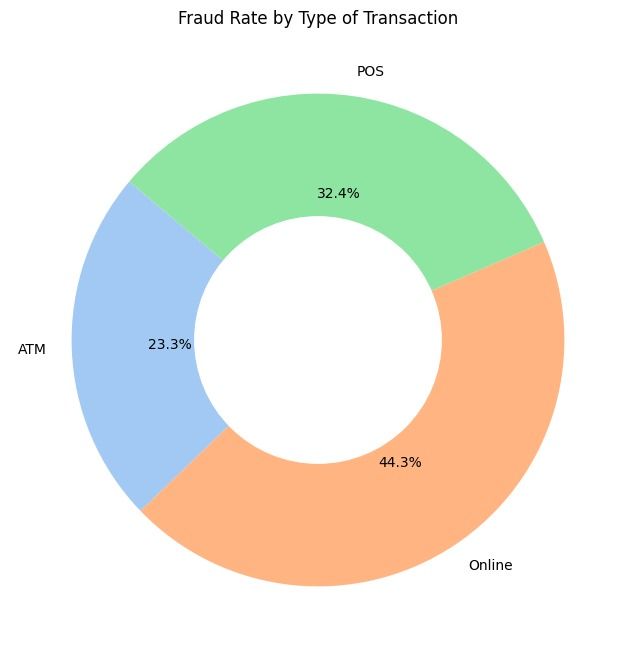 Fraud Rate by Type of Transaction
POS
32.4%
ATM
23.3%
44.3%
Online